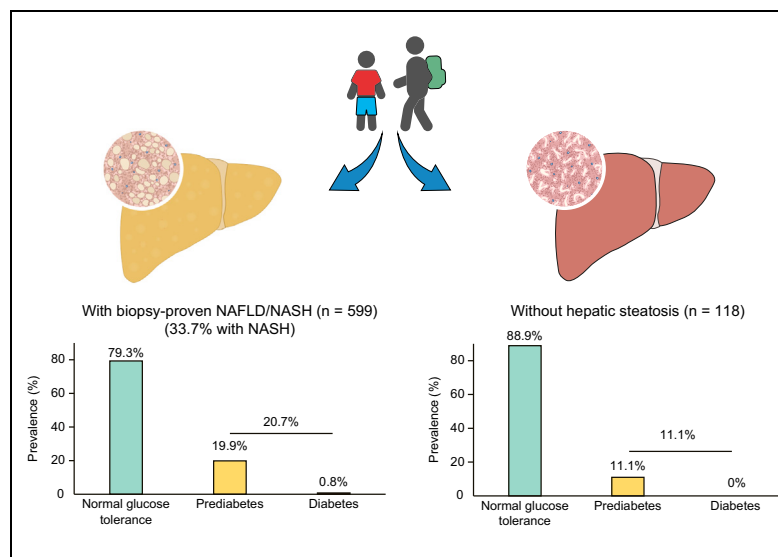 With biopsy-proven NAFLD/NASH (n = 599)
(33.7% with NASH)
Prevalence (%)
80
60
40
20
0
79.3%
19.9%
20.7%
0.8%
Normal glucose
tolerance
Prediabetes
Diabetes
Without hepatic steatosis (n = 118)
Prevalence (%)
80
60
40
20
0
88.9%
11.1%
11.1%
0%
Normal glucose
tolerance
Prediabetes
Diabetes